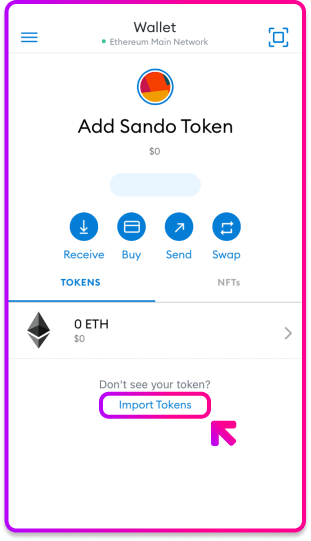 Wallet
Ethereum Main Network
Add Sando Token
$0
Receive Buy Send Swap
TOKENS NFTs
0 ETH
$0
Don't see your token?
Import Tokens